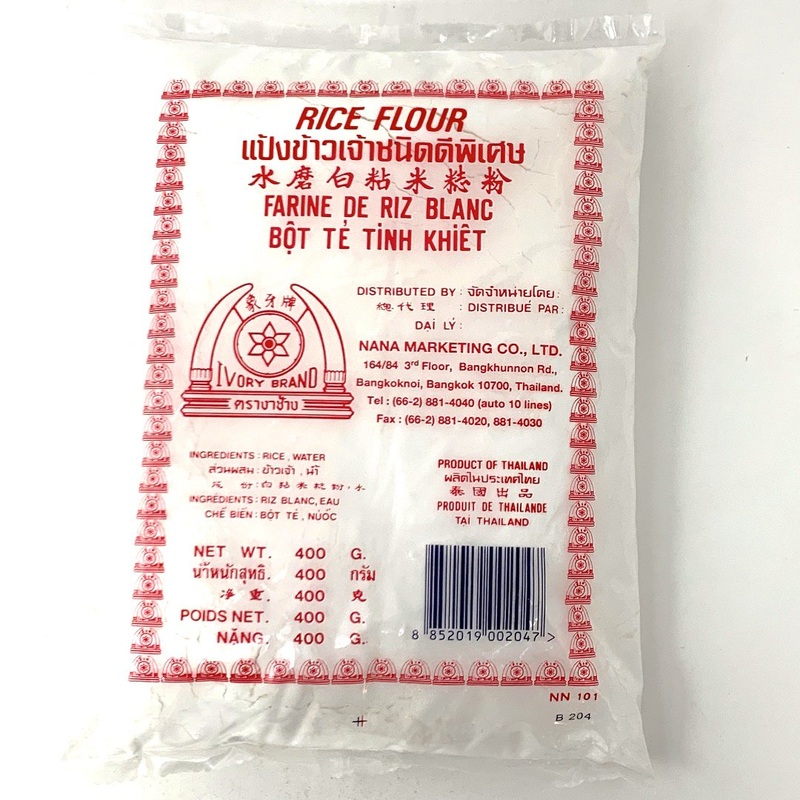 RICE FLOUR
แป้งข้าวเจ้าชนิดดีพิเศษ
水磨白粘米粉
FARINE DE RIZ BLANC
BỘT TẺ TINH KHIẾT
象牙牌
IVORY BRAND
ตรางาช้าง
DISTRIBUTED BY : จัดจำหน่ายโดย:
總代理 : DISTRIBUÉ PAR:
DẠI LÝ :
NANA MARKETING CO., LTD.
164/84 3rd Floor, Bangkhunnon Rd.,
Bangkoknoi, Bangkok 10700, Thailand.
Tel : (66-2) 881-4040 (auto 10 lines)
Fax : (66-2) 881-4020, 881-4030
INGREDIENTS : RICE , WATER
ส่วนผสม : ข้าวเจ้า , น้ำ
份 : 白粘米粉 , 水
INGRÉDIENTS : RIZ BLANC, EAU
CHẾ BIẾN : BỘT TẺ , NƯỚC
PRODUCT OF THAILAND
ผลิตในประเทศไทย
泰國出品
PRODUIT DE THAILANDE
TẠI THAILAND
NET WT. 400 G.
น้ำหนักสุทธิ. 400 กรัม
净重. 400 克
POIDS NET. 400 G.
NẶNG. 400 G.
8 852019 002047 >
NN 101
B 204